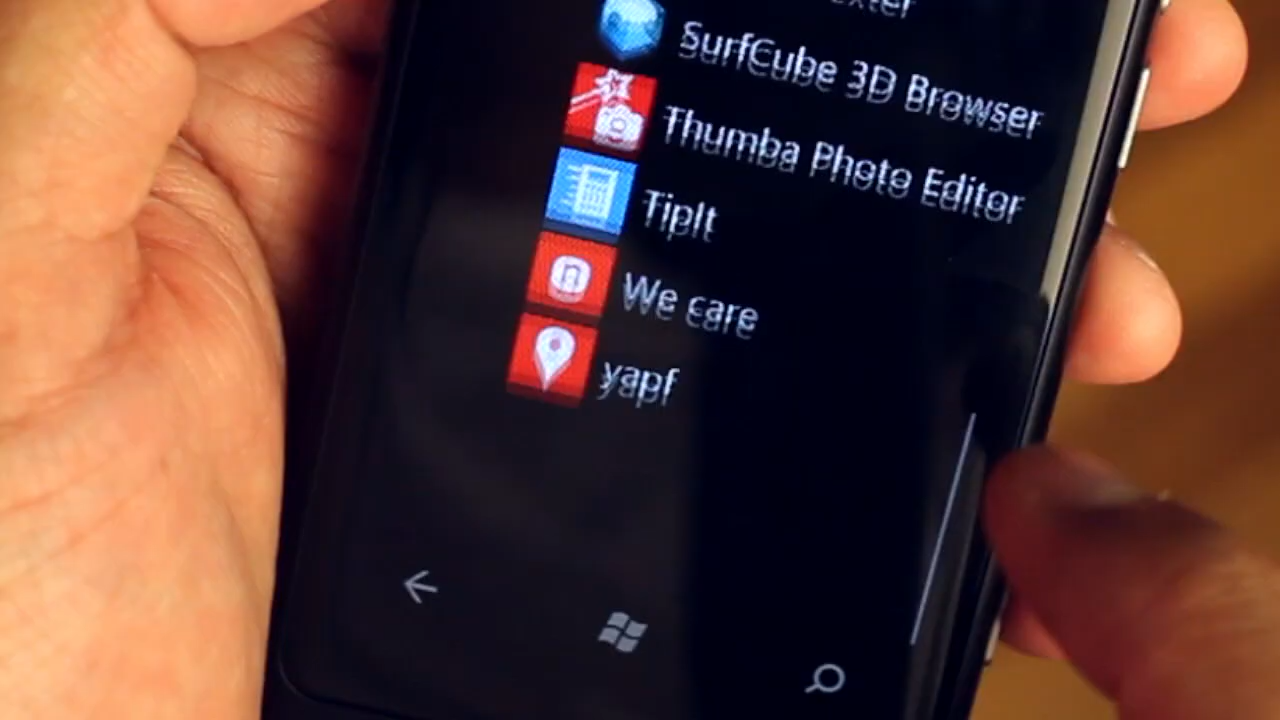 SurfCube 3D Browser
Thumba Photo Editor
TipIt
We care
yapf